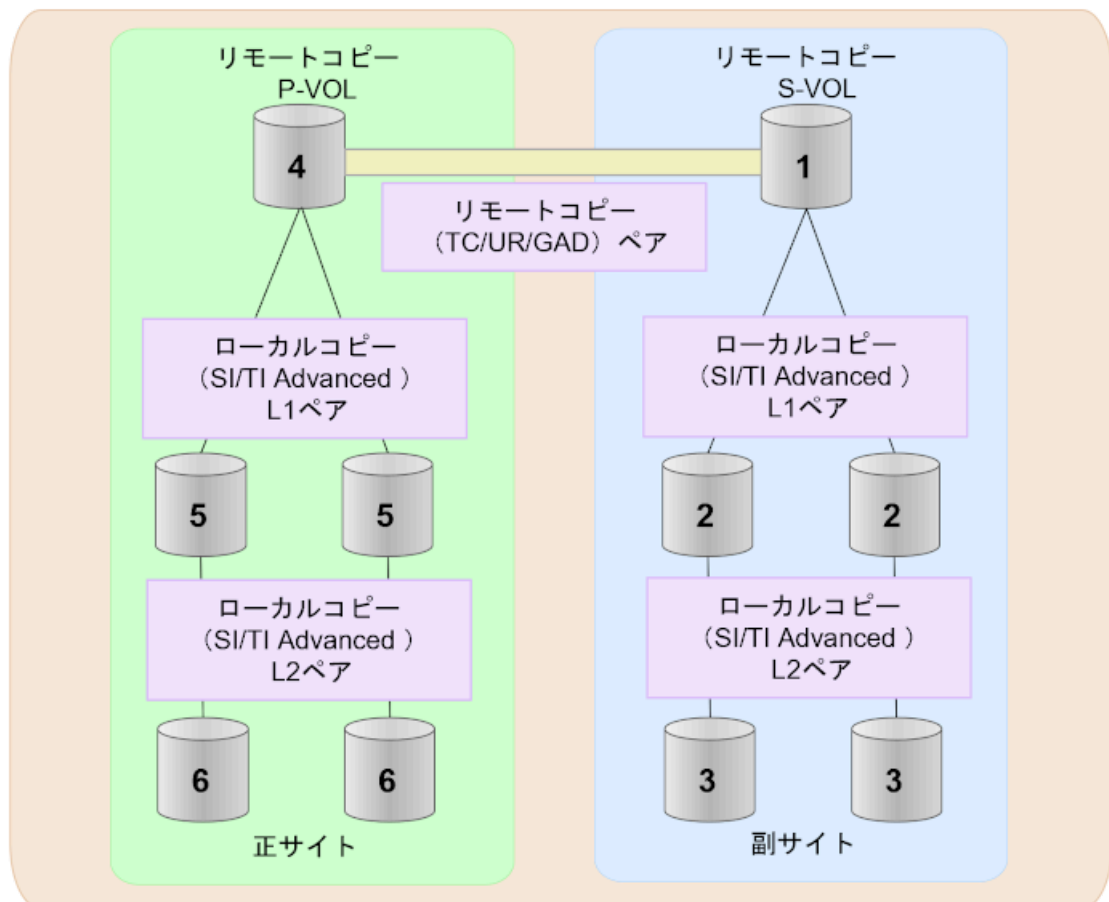 リモートコピー
P-VOL
リモートコピー
S-VOL
4
1
リモートコピー
（TC/UR/GAD）ペア
ローカルコピー
（SI/TI Advanced ）
L1ペア
ローカルコピー
（SI/TI Advanced ）
L1ペア
5
5
2
2
ローカルコピー
（SI/TI Advanced ）
L2ペア
ローカルコピー
（SI/TI Advanced ）
L2ペア
6
6
3
3
正サイト
副サイト